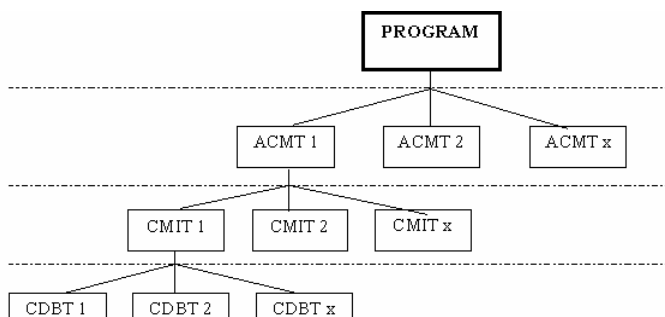 PROGRAM
ACMT 1 ACMT 2 ACMT x
CMIT 1 CMIT 2 CMIT x
CDBT 1 CDBT 2 CDBT x